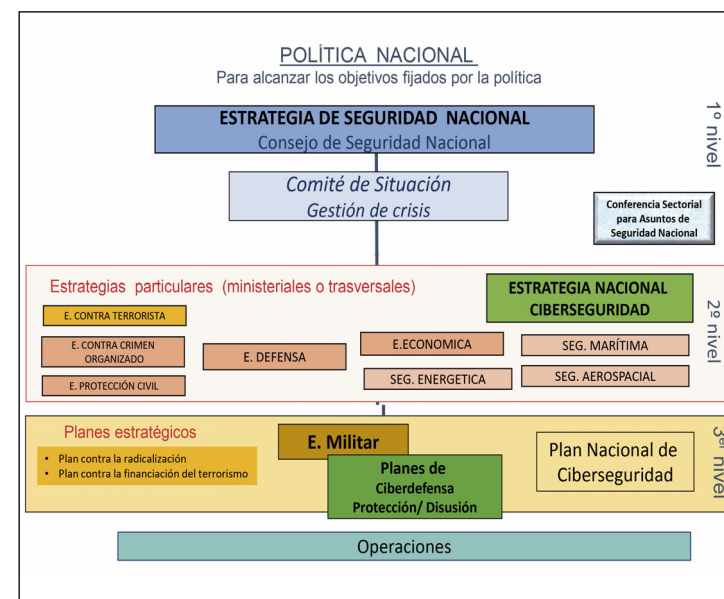 POLÍTICA NACIONAL
Para alcanzar los objetivos fijados por la política
ESTRATEGIA DE SEGURIDAD NACIONAL
Consejo de Seguridad Nacional
1º nivel
Comité de Situación
Gestión de crisis
Conferencia Sectorial
para Asuntos de
Seguridad Nacional
Estrategias particulares (ministeriales o trasversales)
ESTRATEGIA NACIONAL
CIBERSEGURIDAD
2º nivel
E. CONTRA TERRORISTA
E. CONTRA CRIMEN
ORGANIZADO
E. PROTECCIÓN CIVIL
E. DEFENSA
E.ECONOMICA
SEG. ENERGETICA
SEG. MARÍTIMA
SEG. AEROSPACIAL
Planes estratégicos
• Plan contra la radicalización
• Plan contra la financiación del terrorismo
E. Militar
Planes de
Ciberdefensa
Protección/ Disusión
Plan Nacional de
Ciberseguridad
3er nivel
Operaciones